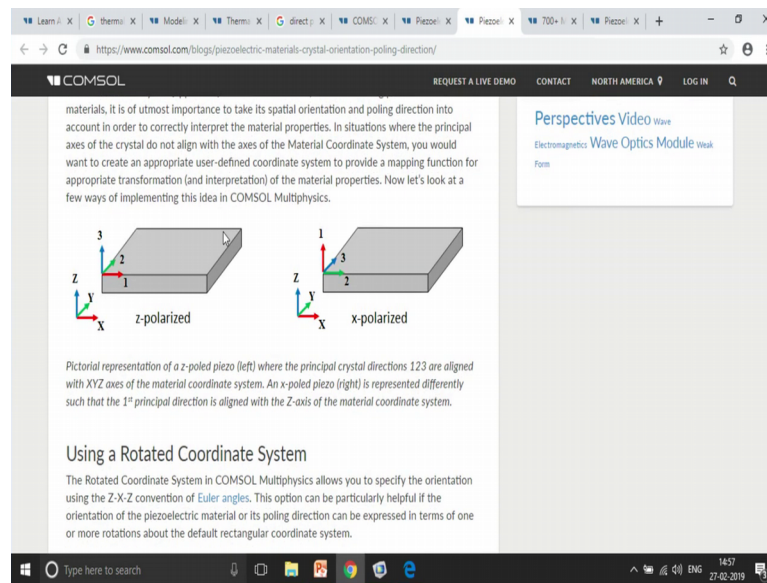 Learn A
thermal
Modelin
Therma
direct p
COMSO
Piezoele
Piezoele
700+ M
Piezoele
https://www.comsol.com/blogs/piezoelectric-materials-crystal-orientation-poling-direction/
COMSOL
REQUEST A LIVE DEMO CONTACT NORTH AMERICA LOG IN
materials, it is of utmost importance to take its spatial orientation and poling direction into
account in order to correctly interpret the material properties. In situations where the principal
axes of the crystal do not align with the axes of the Material Coordinate System, you would
want to create an appropriate user-defined coordinate system to provide a mapping function for
appropriate transformation (and interpretation) of the material properties. Now let's look at a
few ways of implementing this idea in COMSOL Multiphysics.
Perspectives Video Wave
Electromagnetics Wave Optics Module Weak
Form
3
2
1
Z
Y
X
z-polarized
1
3
2
Z
Y
X
x-polarized
Pictorial representation of a z-poled piezo (left) where the principal crystal directions 123 are aligned
with XYZ axes of the material coordinate system. An x-poled piezo (right) is represented differently
such that the 1st principal direction is aligned with the Z-axis of the material coordinate system.
Using a Rotated Coordinate System
The Rotated Coordinate System in COMSOL Multiphysics allows you to specify the orientation
using the Z-X-Z convention of Euler angles. This option can be particularly helpful if the
orientation of the piezoelectric material or its poling direction can be expressed in terms of one
or more rotations about the default rectangular coordinate system.
Type here to search
ENG
14:57
27-02-2019